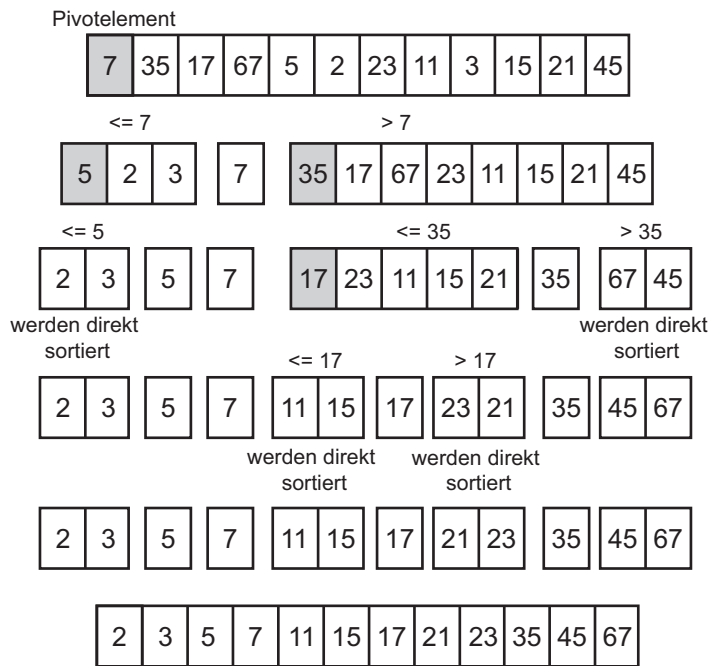 Pivotelement
7 35 17 67 5 2 23 11 3 15 21 45
<= 7 > 7
5 2 3 7 35 17 67 23 11 15 21 45
<= 5 <= 35 > 35
2 3 5 7 17 23 11 15 21 35 67 45
werden direkt werden direkt
sortiert sortiert
<= 17 > 17
2 3 5 7 11 15 17 23 21 35 45 67
werden direkt werden direkt
sortiert sortiert
2 3 5 7 11 15 17 21 23 35 45 67
2 3 5 7 11 15 17 21 23 35 45 67